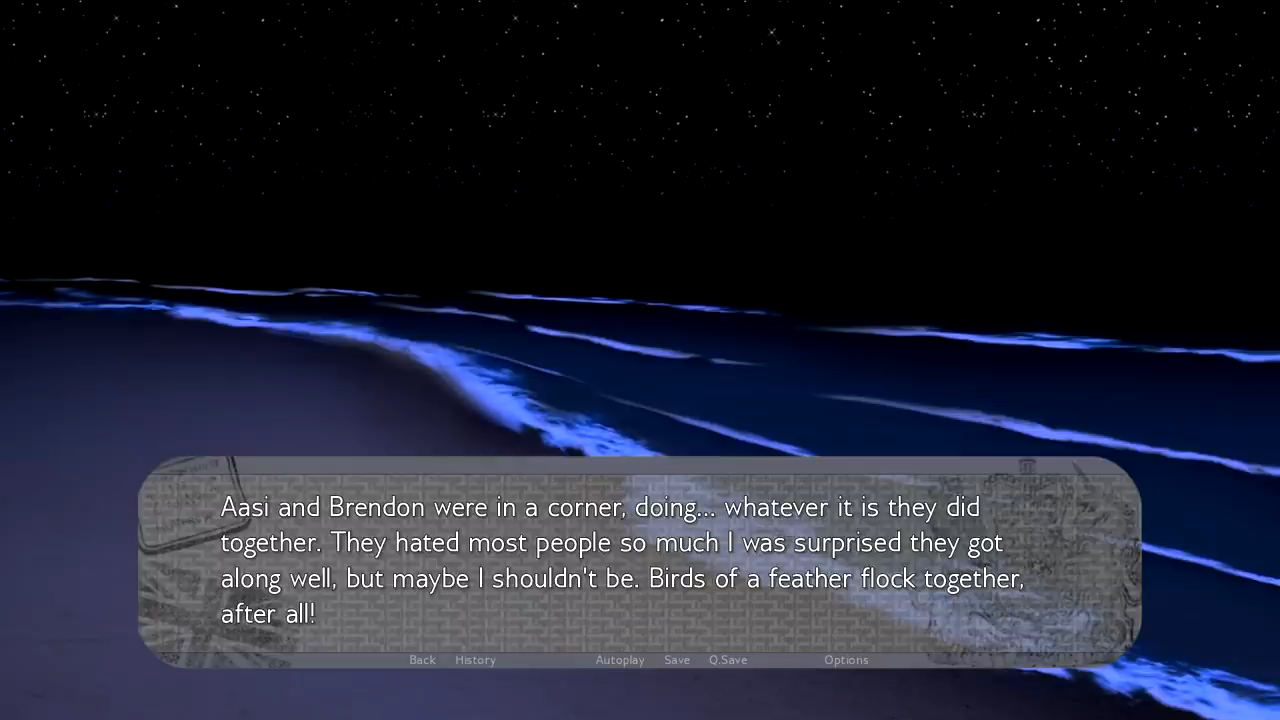 Aasi and Brendon were in a corner, doing... whatever it is they did
together. They hated most people so much I was surprised they got
along well, but maybe I shouldn't be. Birds of a feather flock together,
after all!
Back History Autoplay Save Q.Save Options